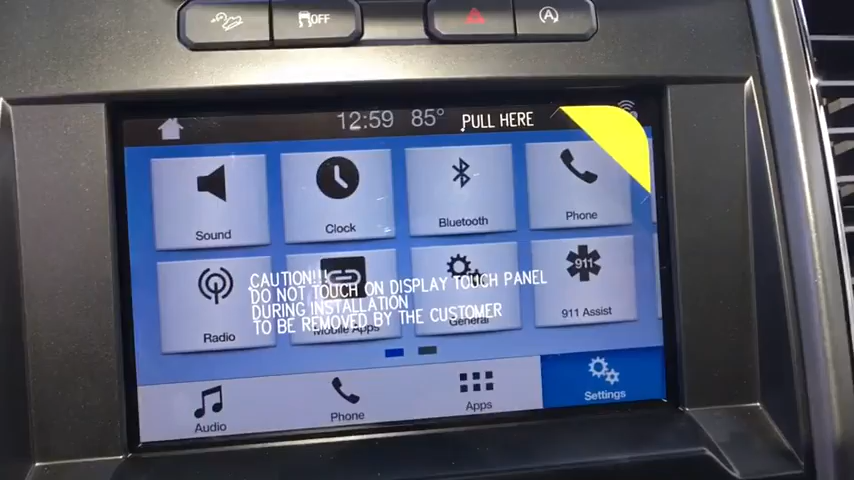 OFF
A
12:59 85° PULL HERE
Sound Clock Bluetooth Phone
911
CAUTION!!!
DO NOT TOUCH ON DISPLAY TOUCH PANEL
DURING INSTALLATION
TO BE REMOVED BY THE CUSTOMER
Radio Mobile Apps General 911 Assist
Audio Phone Apps Settings